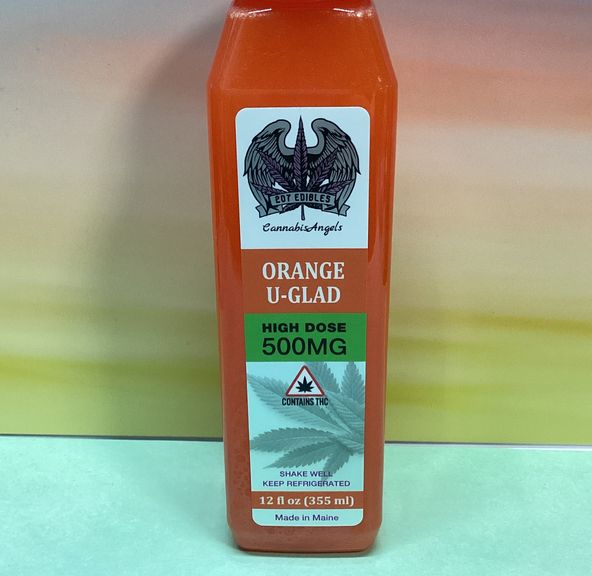 207 EDIBLES
CannabisAngels
ORANGE
U-GLAD
HIGH DOSE
500MG
CONTAINS THC
SHAKE WELL
KEEP REFRIGERATED
12 fl oz (355 ml)
Made in Maine